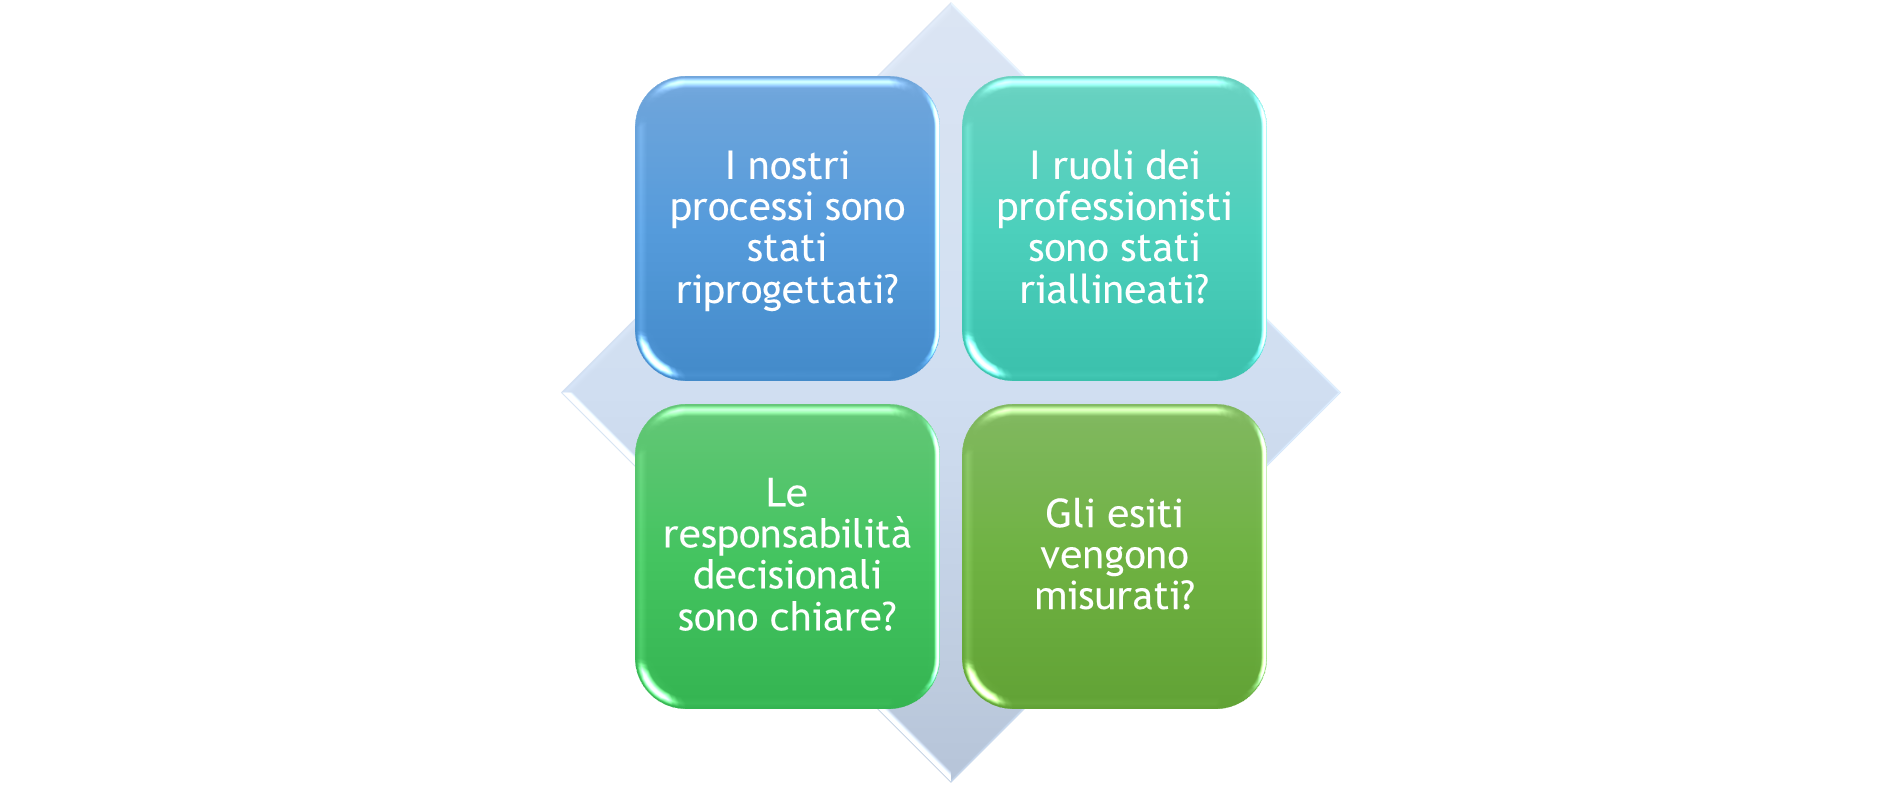 I nostri
processi sono
stati
riprogettati?
I ruoli dei
professionisti
sono stati
riallineati?
Le
responsabilità
decisionali
sono chiare?
Gli esiti
vengono
misurati?